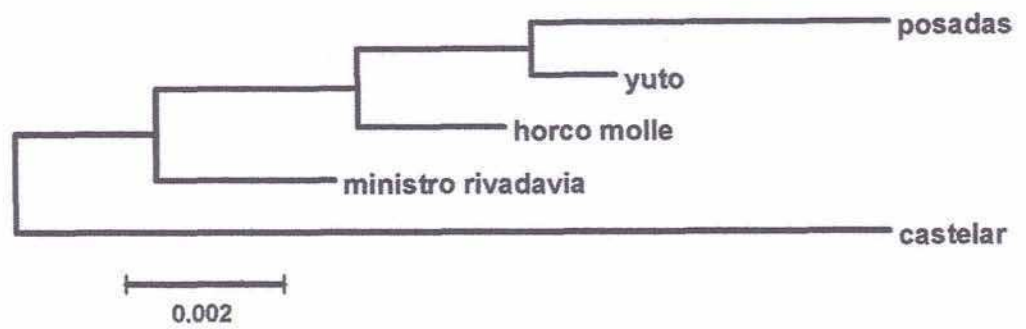 posadas
yuto
horco molle
ministro rivadavia
castelar
0.002